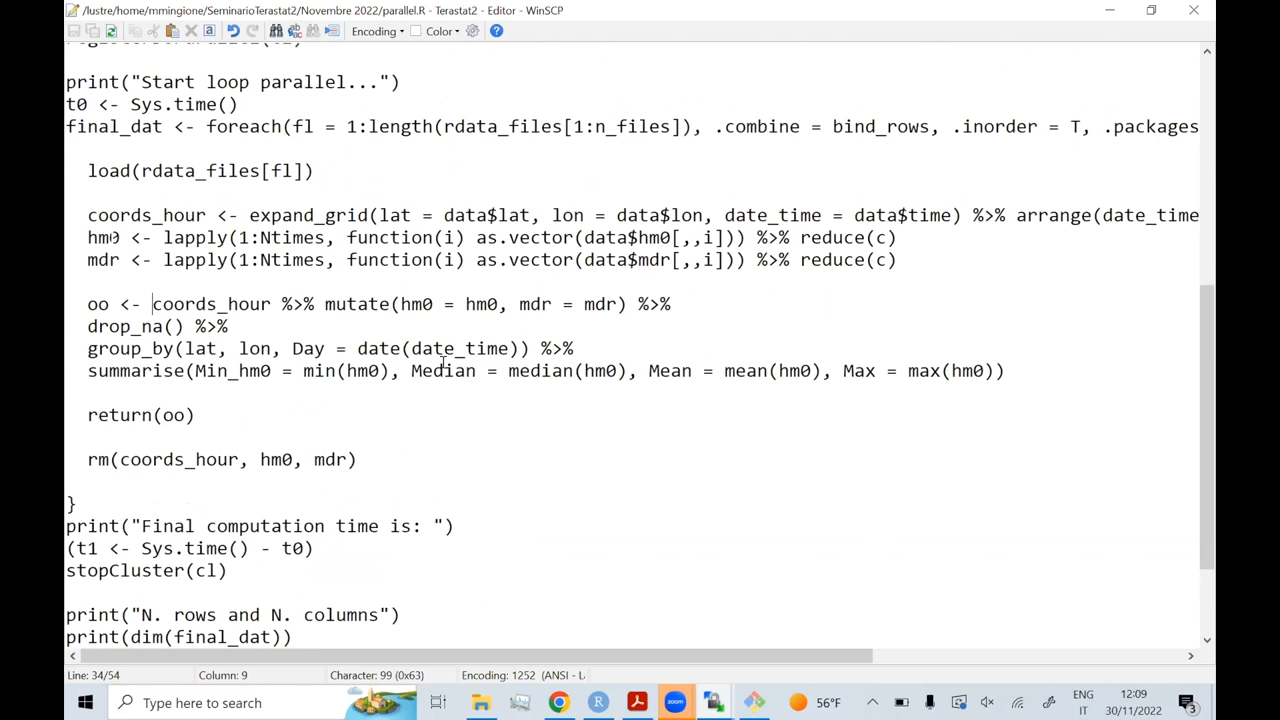 /lustre/home/mmingione/SeminarioTerastat2/Novembre 2022/parallel.R - Terastat2 - Editor - WinSCP
Encoding Color
print("Start loop parallel...")
t0 <- Sys.time()
final_dat <- foreach(fl = 1:length(rdata_files[1:n_files]), .combine = bind_rows, .inorder = T, .packages
load(rdata_files[fl])
coords_hour <- expand_grid(lat = data$lat, lon = data$lon, date_time = data$time) %>% arrange(date_time
hm0 <- lapply(1:Ntimes, function(i) as.vector(data$hm0[,,i])) %>% reduce(c)
mdr <- lapply(1:Ntimes, function(i) as.vector(data$mdr[,,i])) %>% reduce(c)
oo <- coords_hour %>% mutate(hm0 = hm0, mdr = mdr) %>%
drop_na() %>%
group_by(lat, lon, Day = date(date_time)) %>%
summarise(Min_hm0 = min(hm0), Median = median(hm0), Mean = mean(hm0), Max = max(hm0))
return(oo)
rm(coords_hour, hm0, mdr)
}
print("Final computation time is: ")
(t1 <- Sys.time() - t0)
stopCluster(cl)
print("N. rows and N. columns")
print(dim(final_dat))
Line: 34/54 Column: 9 Character: 99 (0x63) Encoding: 1252 (ANSI - L
Type here to search zoom 56°F ENG IT 12:09 30/11/2022 3